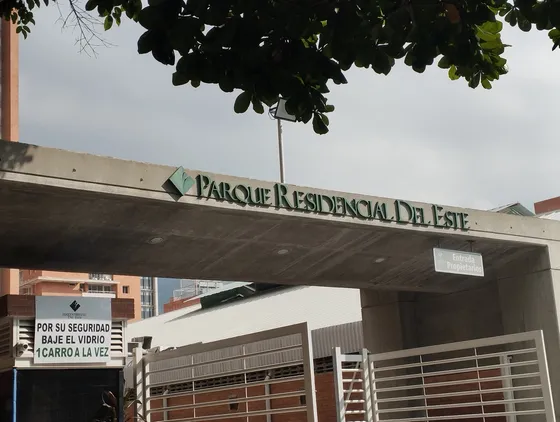 PARQUE RESIDENCIAL DEL ESTE
Entrada
Propietarios
POR SU SEGURIDAD
BAJE EL VIDRIO
1 CARRO A LA VEZ